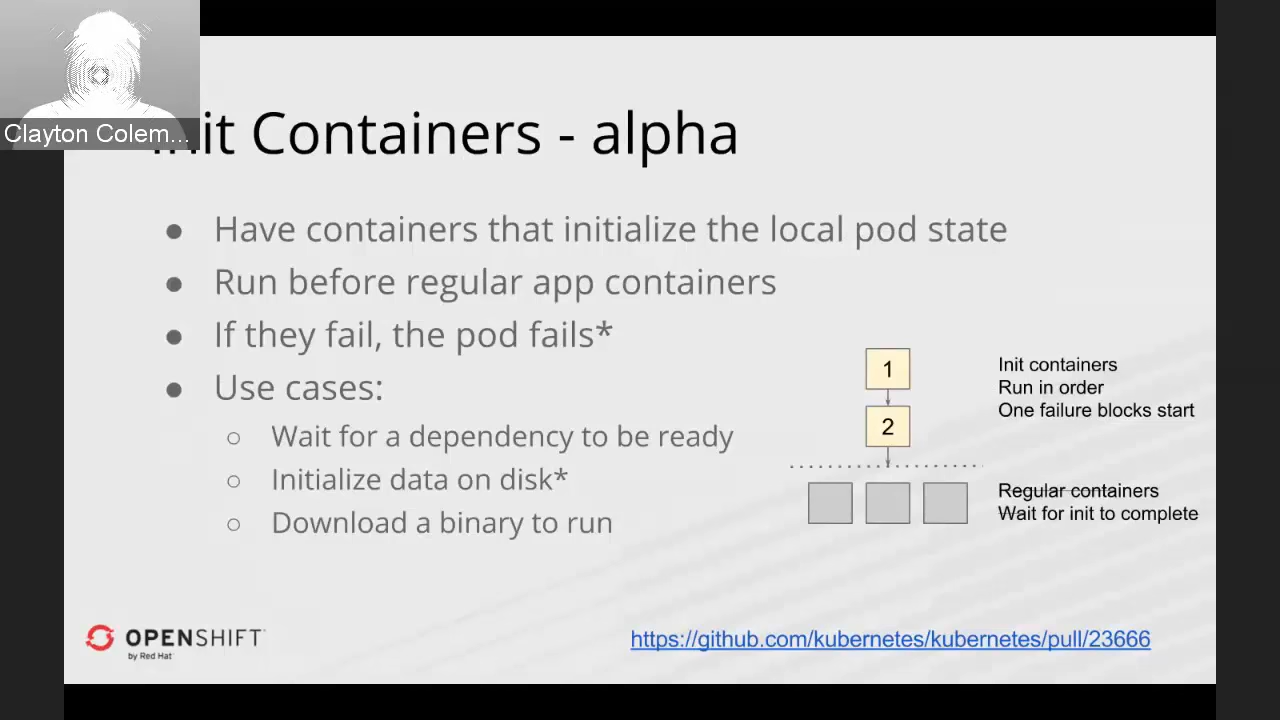 Clayton Colem...
Init Containers - alpha
● Have containers that initialize the local pod state
● Run before regular app containers
● If they fail, the pod fails*
● Use cases:
○ Wait for a dependency to be ready
○ Initialize data on disk*
○ Download a binary to run
1
2
Init containers
Run in order
One failure blocks start
Regular containers
Wait for init to complete
OPENSHIFT
by Red Hat
https://github.com/kubernetes/kubernetes/pull/23666